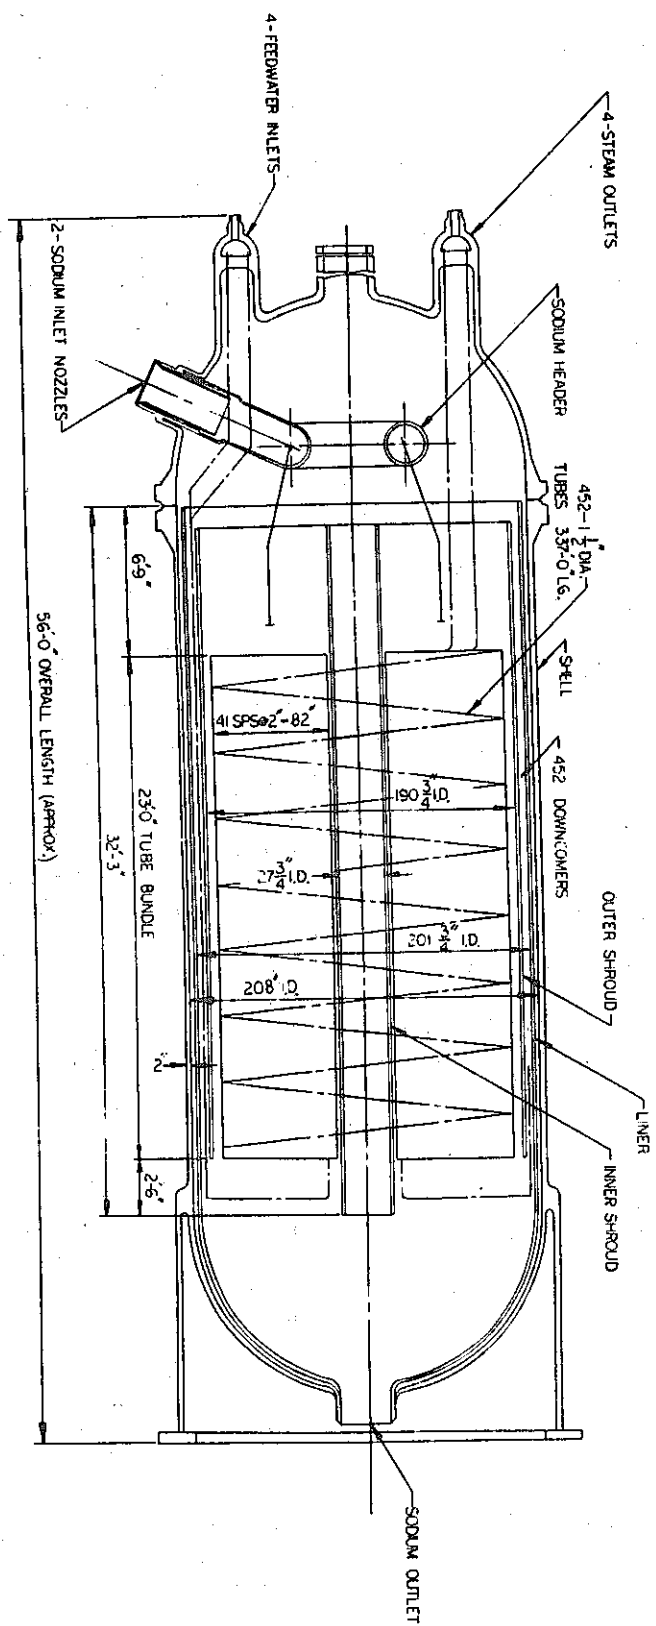 4-FEEDWATER INLETS
4-STEAM OUTLETS
2-SODIUM INLET NOZZLES
SODIUM HEADER
452-1 1/2" DIA.
TUBES 337'-0" LG.
SHELL
452 DOWNCOMERS
OUTER SHROUD
LINER
INNER SHROUD
6'-9"
41 SPS@2"-82"
190 3/4" I.D.
27 3/4" I.D.
201 3/4" I.D.
208" I.D.
2"
23'-0" TUBE BUNDLE
2'-6"
32'-3"
56'-0" OVERALL LENGTH (APPROX.)
SODIUM OUTLET